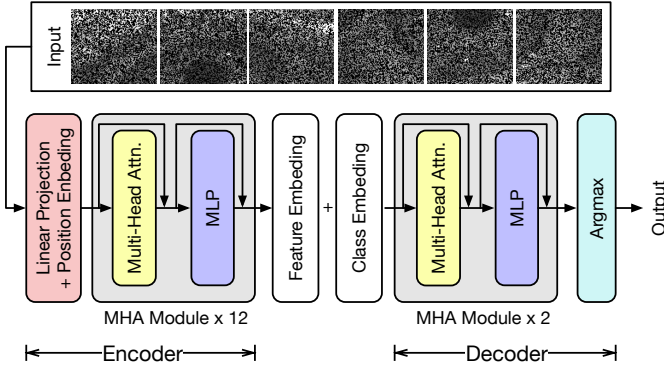 Input
Linear Projection
+ Position Enbeding
Multi-Head Attn.
MLP
Feature Embeding
+
Class Embeding
Multi-Head Attn.
MLP
Argmax
Output
MHA Module x 12
MHA Module x 2
Encoder
Decoder